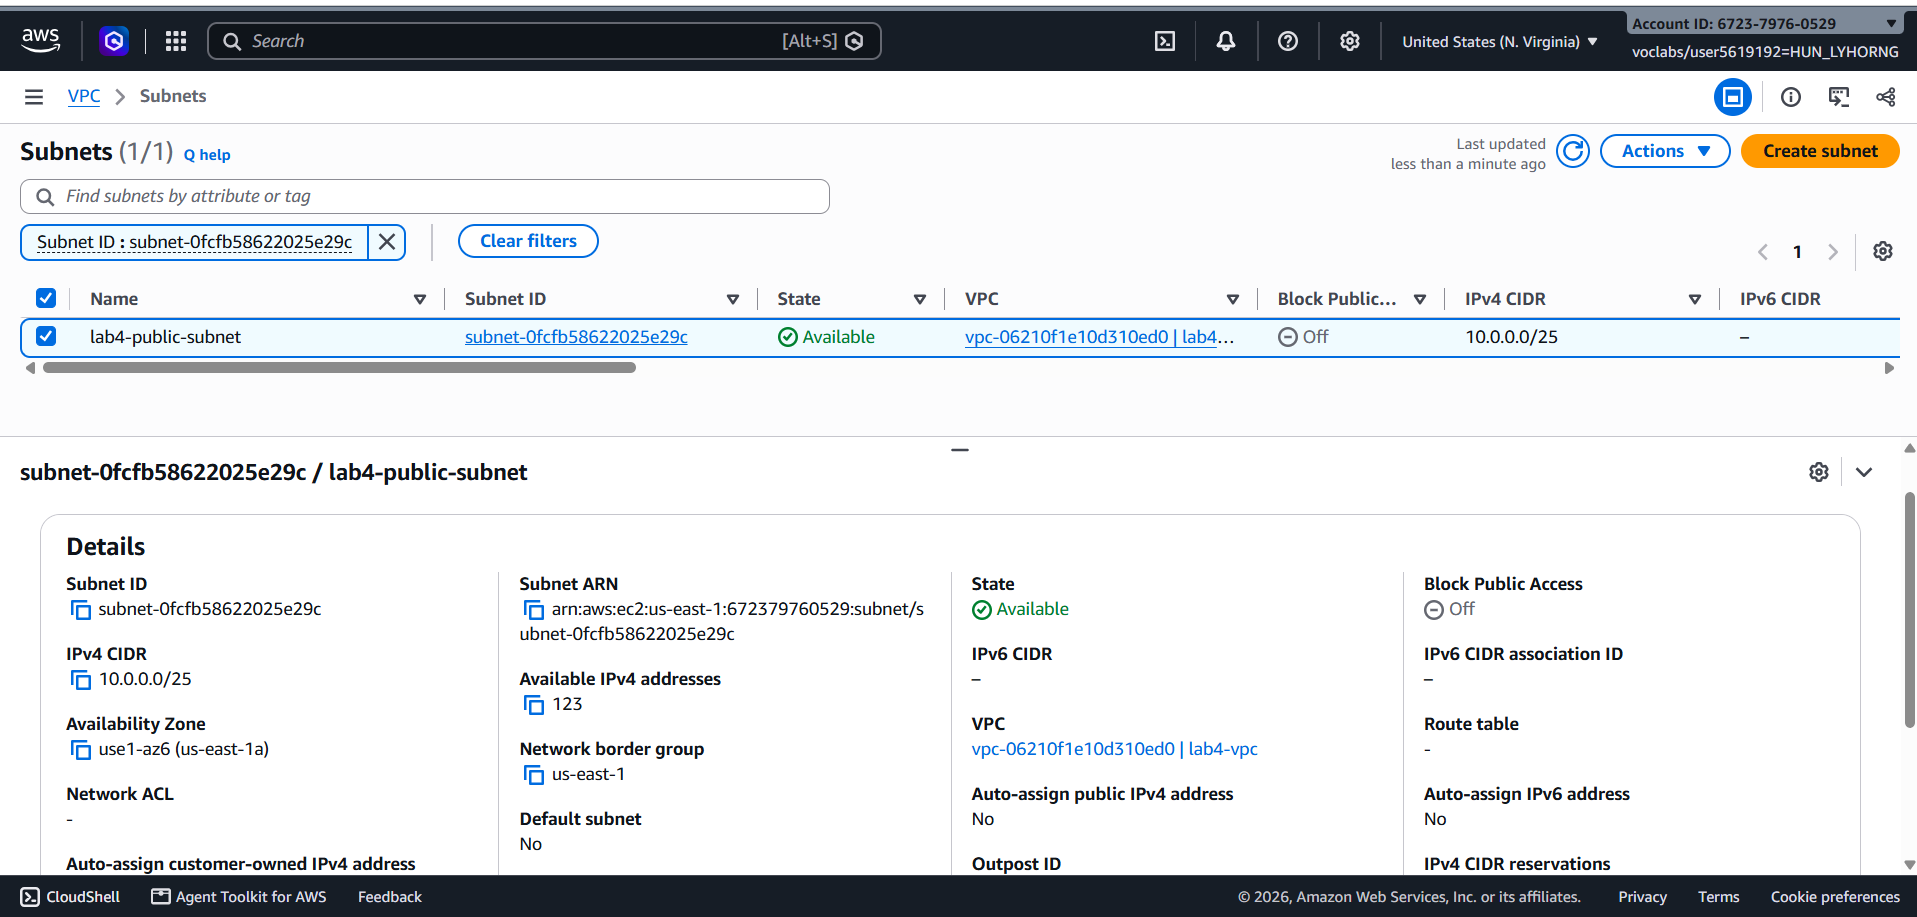 aws
Search
[Alt+S]
United States (N. Virginia)
Account ID: 6723-7976-0529
voclabs/user5619192=HUN_LYHORNG
VPC
Subnets
Subnets (1/1)
Q help
Last updated
less than a minute ago
Actions
Create subnet
Find subnets by attribute or tag
Subnet ID : subnet-0fcfb58622025e29c
Clear filters
1
Name
Subnet ID
State
VPC
Block Public...
IPv4 CIDR
IPv6 CIDR
lab4-public-subnet
subnet-0fcfb58622025e29c
Available
vpc-06210f1e10d310ed0 | lab4...
Off
10.0.0.0/25
–
subnet-0fcfb58622025e29c / lab4-public-subnet
Details
Subnet ID
subnet-0fcfb58622025e29c
IPv4 CIDR
10.0.0.0/25
Availability Zone
use1-az6 (us-east-1a)
Network ACL
-
Auto-assign customer-owned IPv4 address
Subnet ARN
arn:aws:ec2:us-east-1:672379760529:subnet/s
ubnet-0fcfb58622025e29c
Available IPv4 addresses
123
Network border group
us-east-1
Default subnet
No
State
Available
IPv6 CIDR
–
VPC
vpc-06210f1e10d310ed0 | lab4-vpc
Auto-assign public IPv4 address
No
Outpost ID
Block Public Access
Off
IPv6 CIDR association ID
–
Route table
-
Auto-assign IPv6 address
No
IPv4 CIDR reservations
CloudShell
Agent Toolkit for AWS
Feedback
© 2026, Amazon Web Services, Inc. or its affiliates.
Privacy
Terms
Cookie preferences